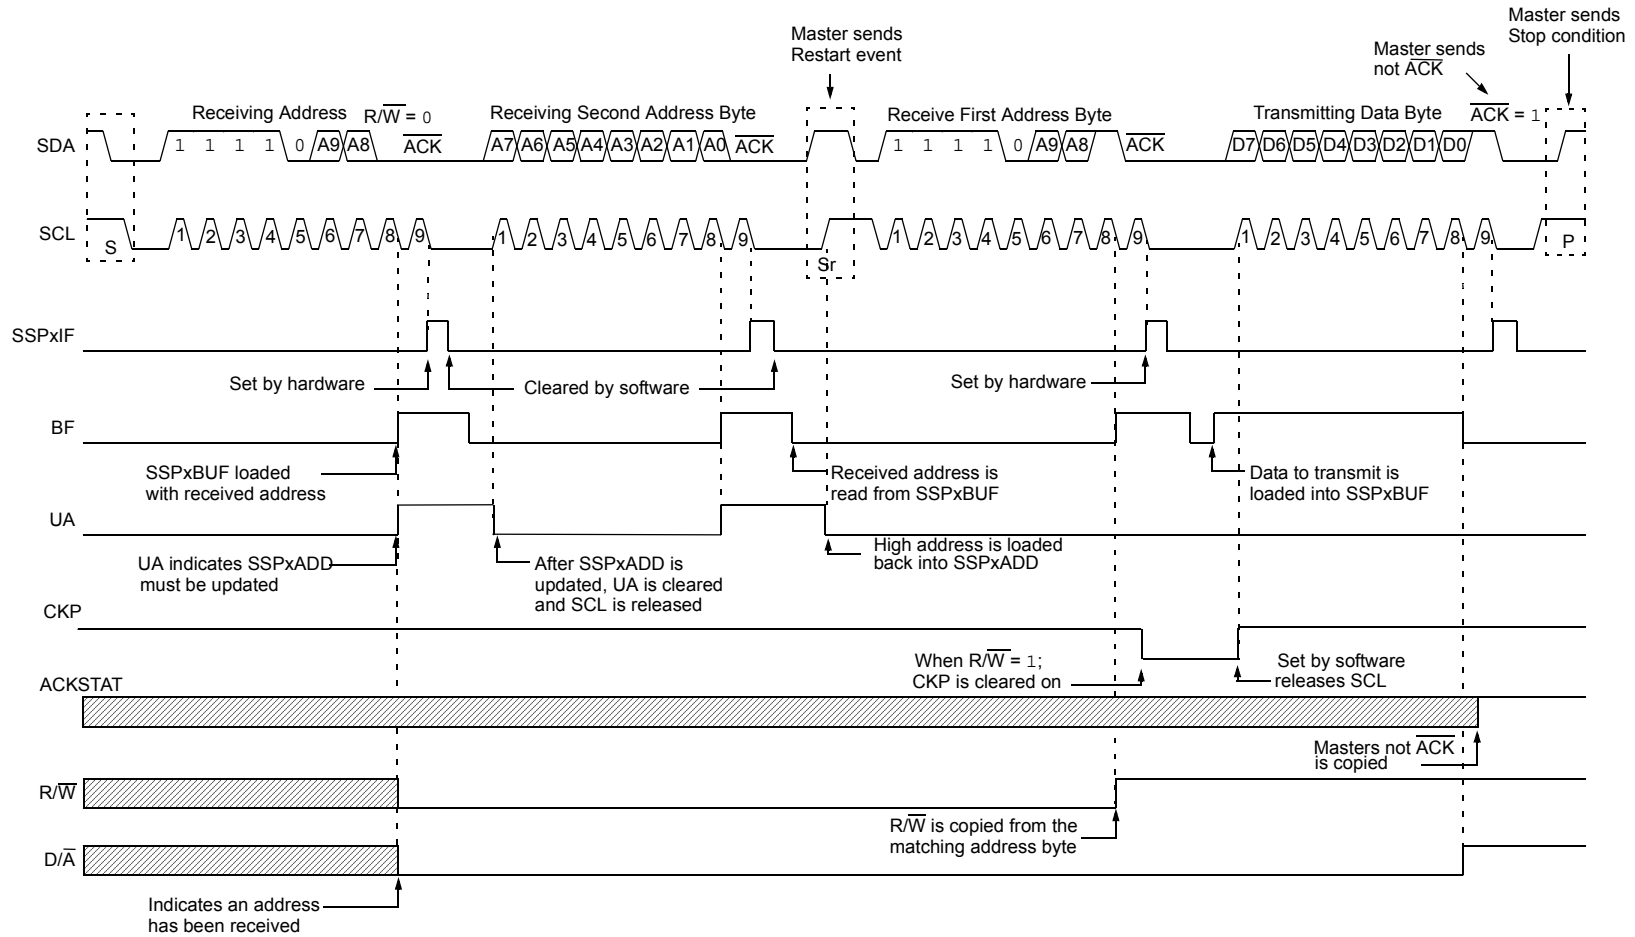 Master sends
Stop condition
Master sends
Restart event
Master sends
not ACK
Receiving Address R/W = 0
Receiving Second Address Byte
Receive First Address Byte
Transmitting Data Byte
ACK = 1
SDA
1 1 1 1 0 A9 A8 ACK
A7 A6 A5 A4 A3 A2 A1 A0 ACK
1 1 1 1 0 A9 A8 ACK
D7 D6 D5 D4 D3 D2 D1 D0
SCL
S
1 2 3 4 5 6 7 8 9
1 2 3 4 5 6 7 8 9
Sr
1 2 3 4 5 6 7 8 9
1 2 3 4 5 6 7 8 9
P
SSPxIF
Set by hardware
Cleared by software
Set by hardware
BF
SSPxBUF loaded
with received address
Received address is
read from SSPxBUF
Data to transmit is
loaded into SSPxBUF
UA
UA indicates SSPxADD
must be updated
After SSPxADD is
updated, UA is cleared
and SCL is released
High address is loaded
back into SSPxADD
CKP
When R/W = 1;
CKP is cleared on
Set by software
releases SCL
ACKSTAT
Masters not ACK
is copied
R/W
R/W is copied from the
matching address byte
D/A
Indicates an address
has been received